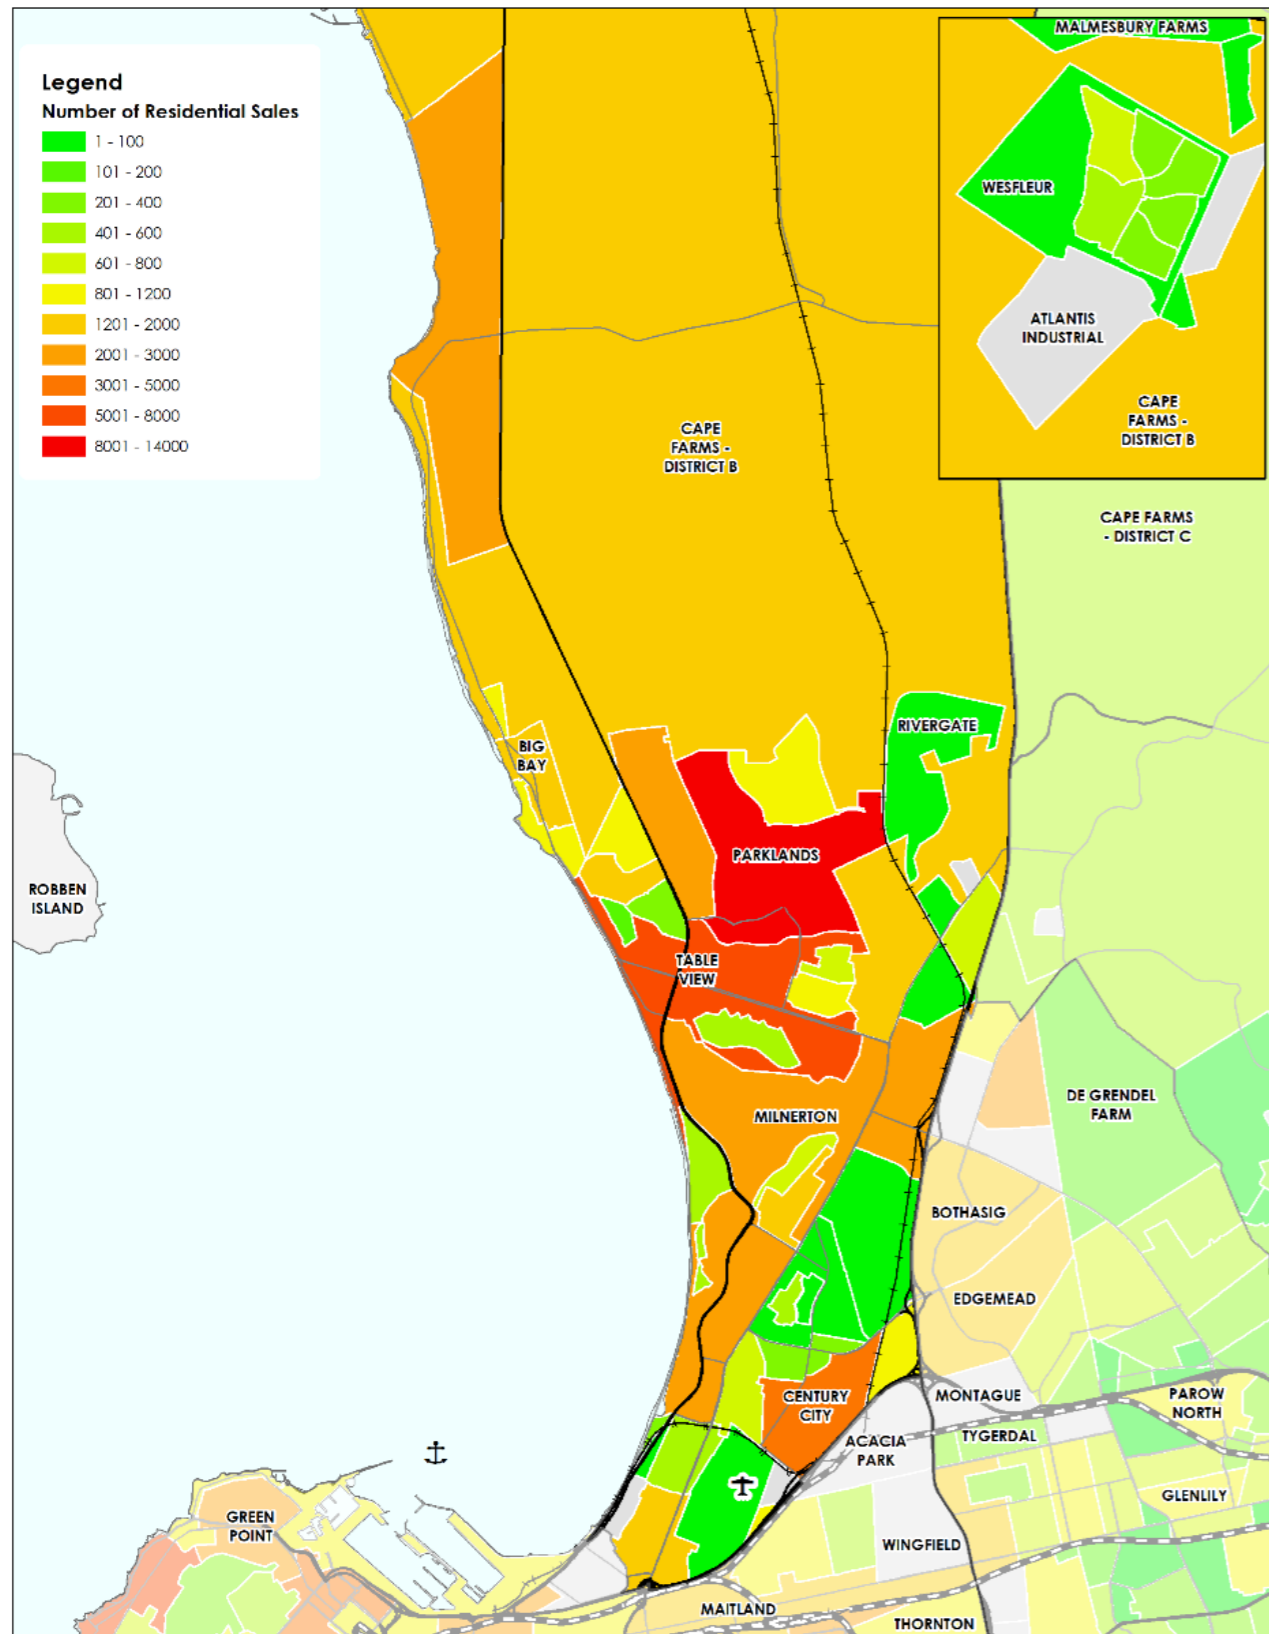 Legend
Number of Residential Sales
1 - 100
101 - 200
201 - 400
401 - 600
601 - 800
801 - 1200
1201 - 2000
2001 - 3000
3001 - 5000
5001 - 8000
8001 - 14000
MALMESBURY FARMS
WESFLEUR
ATLANTIS
INDUSTRIAL
CAPE
FARMS -
DISTRICT B
CAPE
FARMS -
DISTRICT B
CAPE FARMS
- DISTRICT C
RIVERGATE
BIG
BAY
PARKLANDS
ROBBEN
ISLAND
TABLE
VIEW
MILNERTON
DE GRENDEL
FARM
BOTHASIG
EDGEMEAD
CENTURY
CITY
MONTAGUE
PAROW
NORTH
ACACIA
PARK
TYGERDAL
GLENLILY
GREEN
POINT
WINGFIELD
MAITLAND
THORNTON